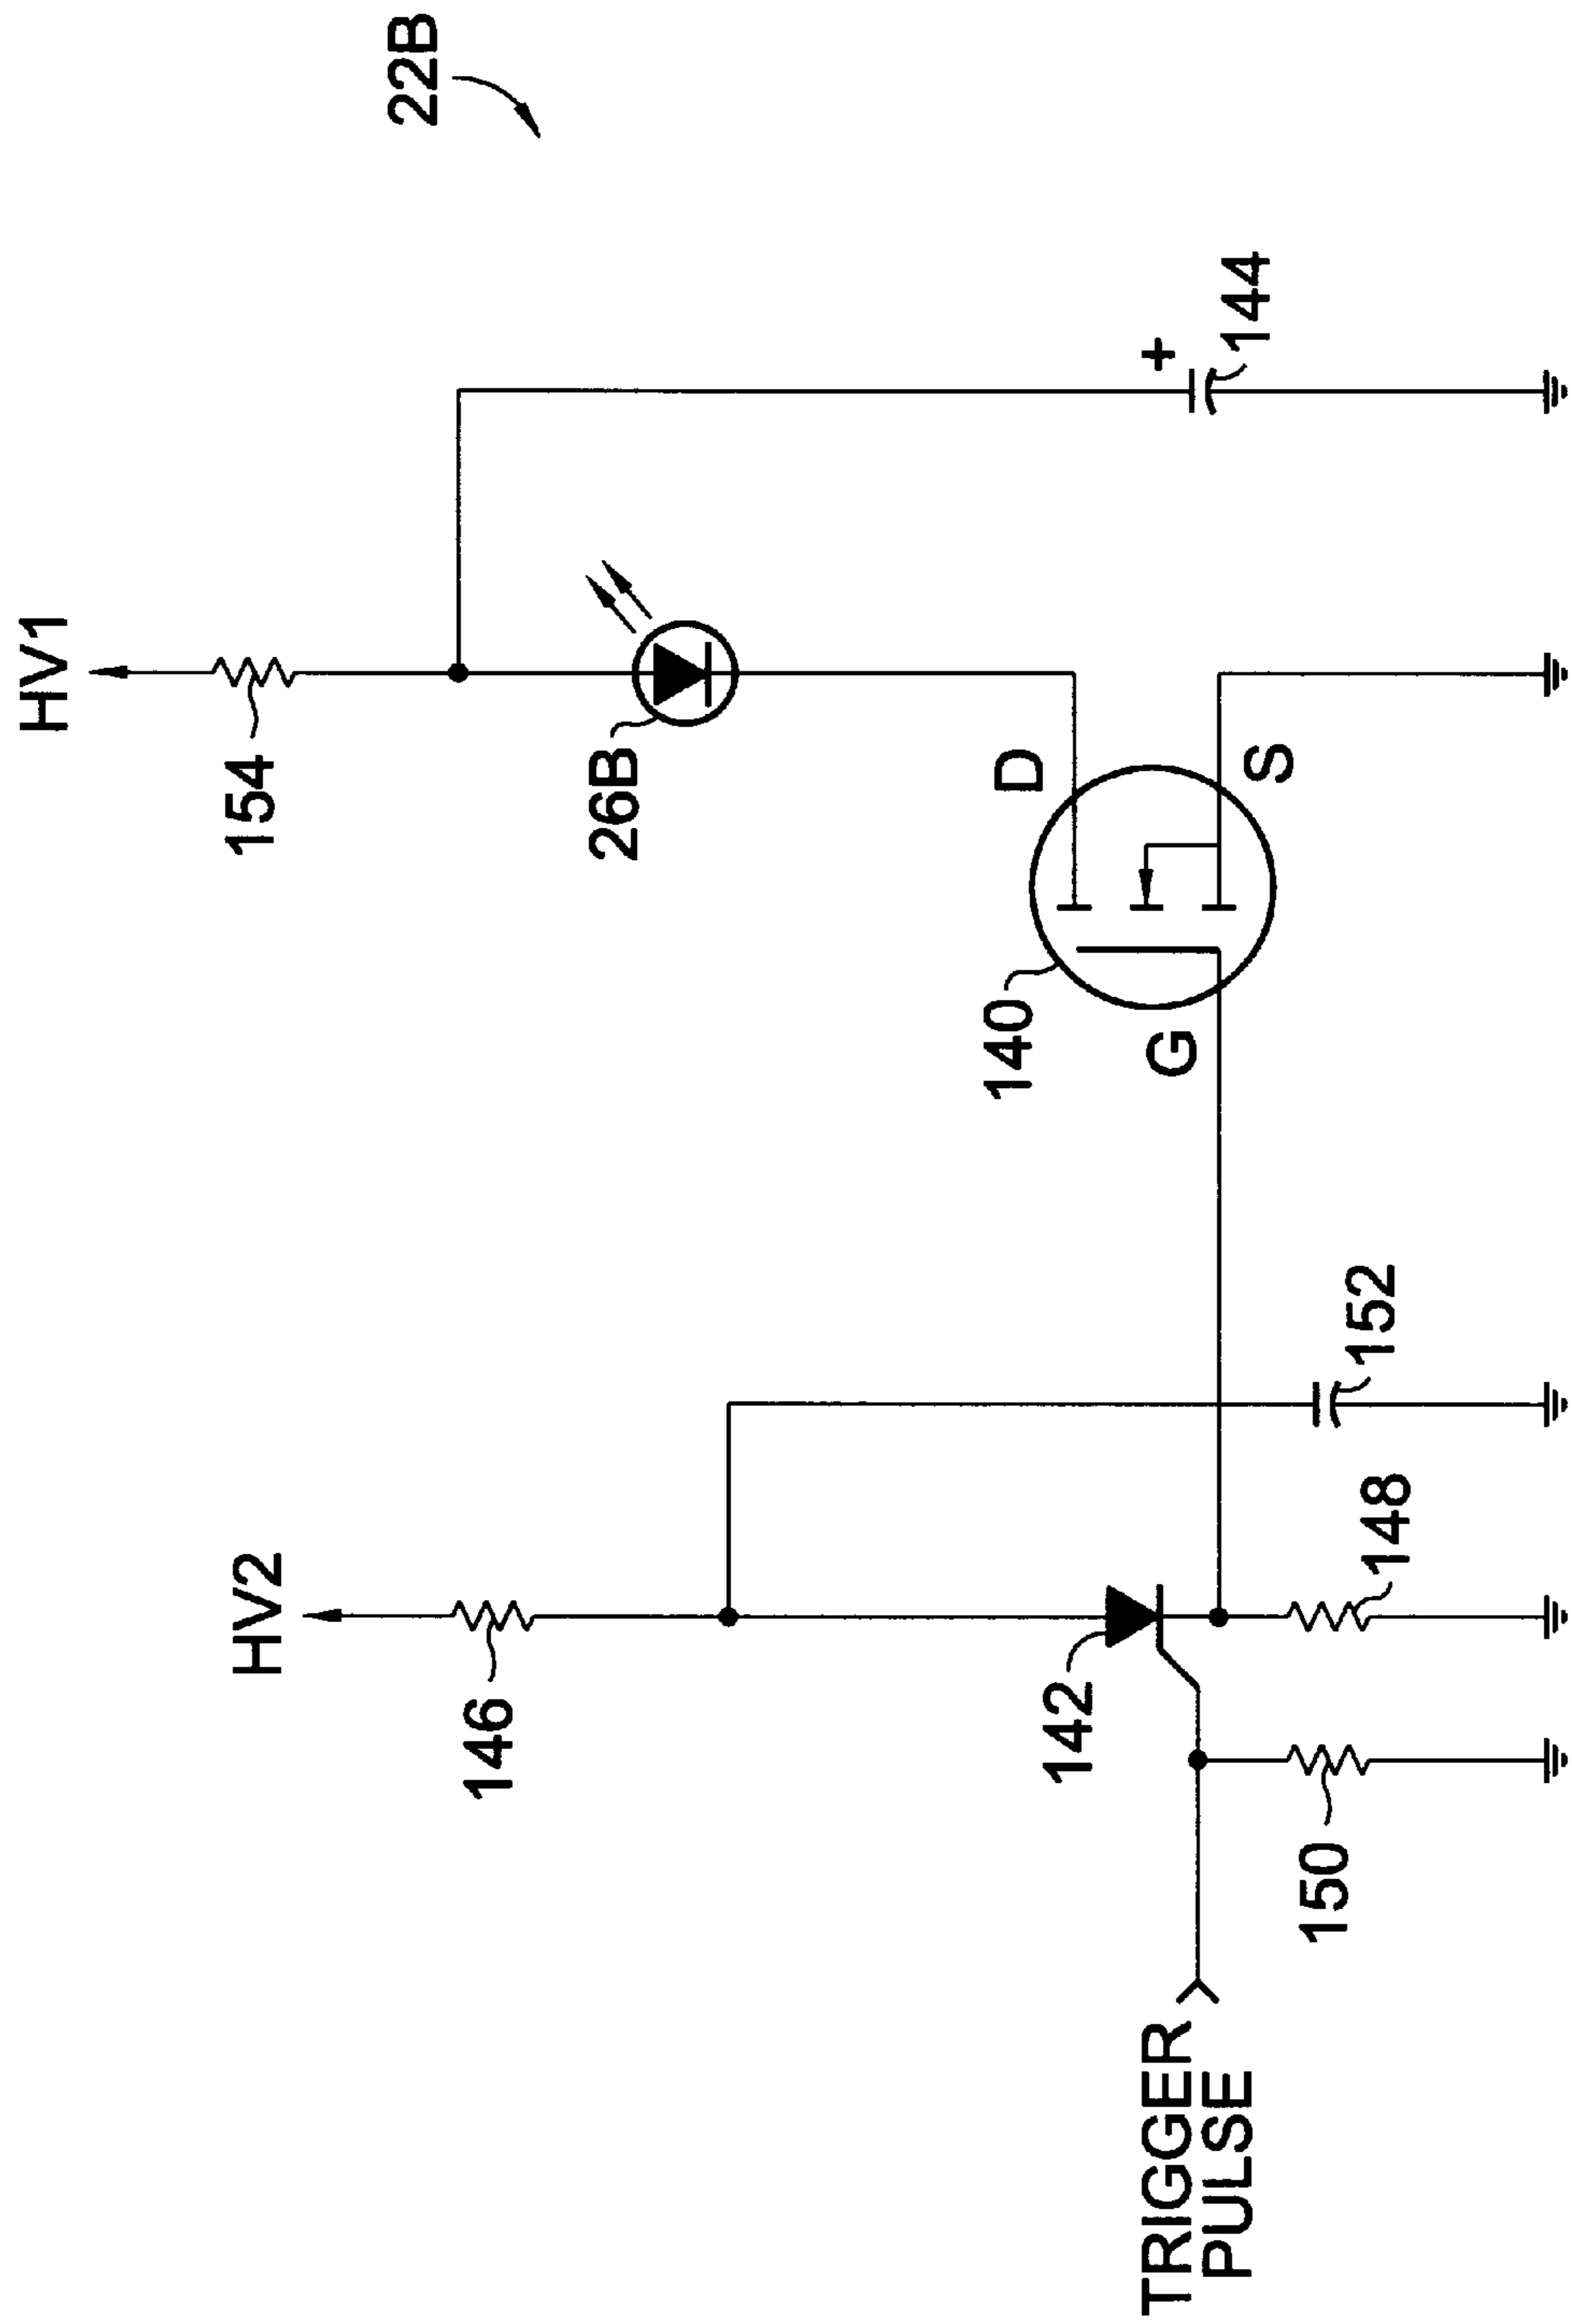 22B
HV1
154
26B
D
S
G
140
+
144
HV2
146
142
152
148
150
TRIGGER
PULSE